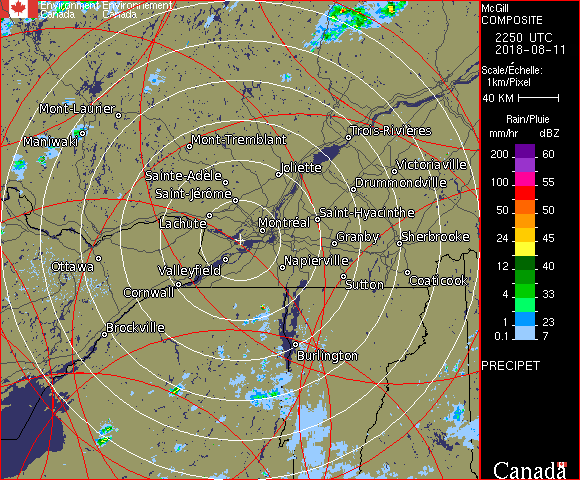 Environment Environnement
Canada Canada
Mont-Laurier
Maniwaki
Mont-Tremblant
Trois-Rivières
Sainte-Adèle
Joliette
Victoriaville
Saint-Jérôme
Drummondville
Lachute
Montréal
Saint-Hyacinthe
Granby
Sherbrooke
Ottawa
Valleyfield
Napierville
Cornwall
Sutton
Coaticook
Brockville
Burlington
McGill
COMPOSITE
2250 UTC
2018-08-11
Scale/Échelle:
1km/Pixel
40 KM
Rain/Pluie
mm/hr dBZ
200 60
100 55
50 50
24 45
12 40
4 33
1 23
0.1 7
PRECIPET
Canada